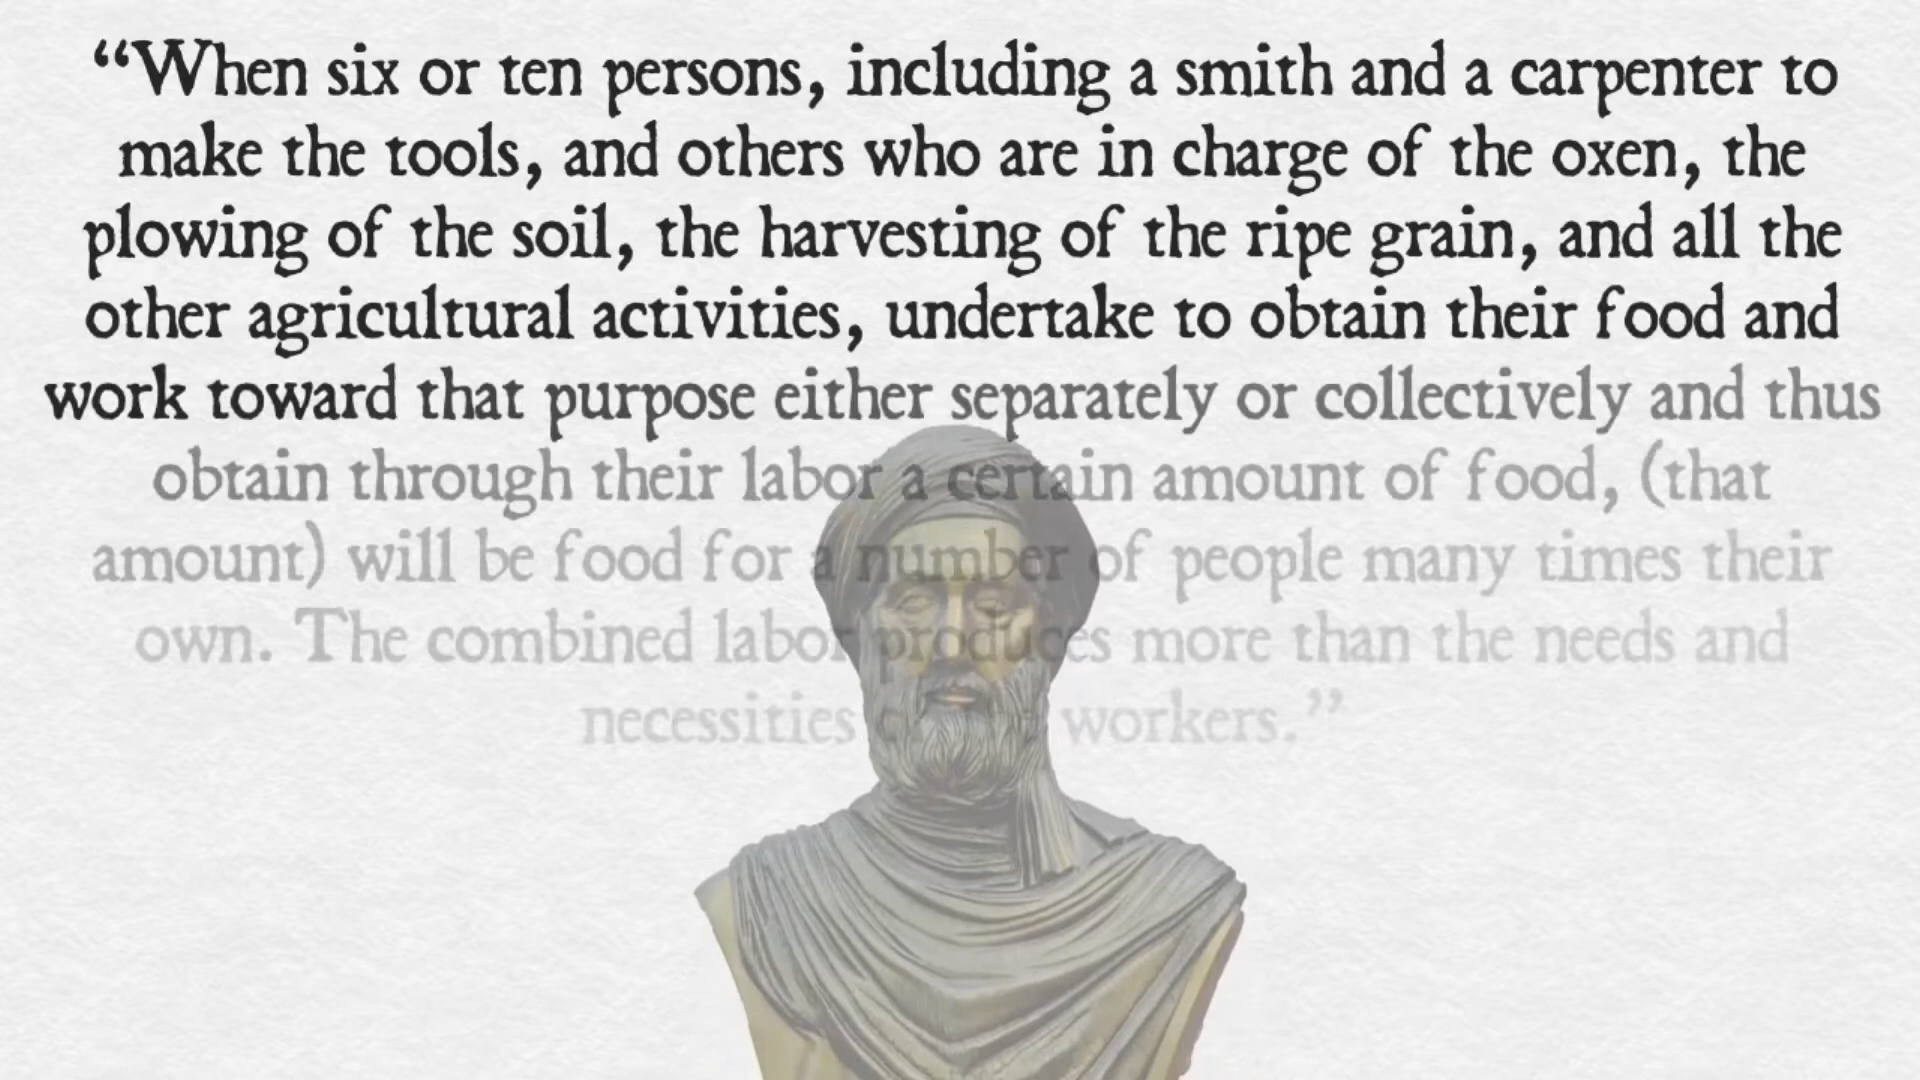 “When six or ten persons, including a smith and a carpenter to
make the tools, and others who are in charge of the oxen, the
plowing of the soil, the harvesting of the ripe grain, and all the
other agricultural activities, undertake to obtain their food and
work toward that purpose either separately or collectively and thus
obtain through their labor a certain amount of food, (that
amount) will be food for a number of people many times their
own. The combined labor produces more than the needs and
necessities workers.”